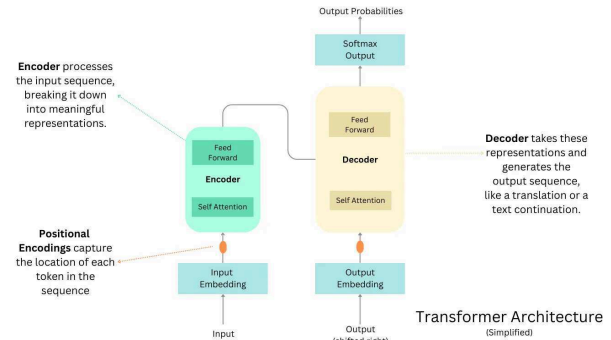 Output Probabilities
Softmax
Output
Encoder processes
the input sequence,
breaking it down
into meaningful
representations.
Feed
Forward
Encoder
Self Attention
Feed
Forward
Decoder
Self Attention
Decoder takes these
representations and
generates the
output sequence,
like a translation or a
text continuation.
Positional
Encodings capture
the location of each
token in the
sequence
Input
Embedding
Output
Embedding
Input
Output
(shifted right)
Transformer Architecture
(Simplified)